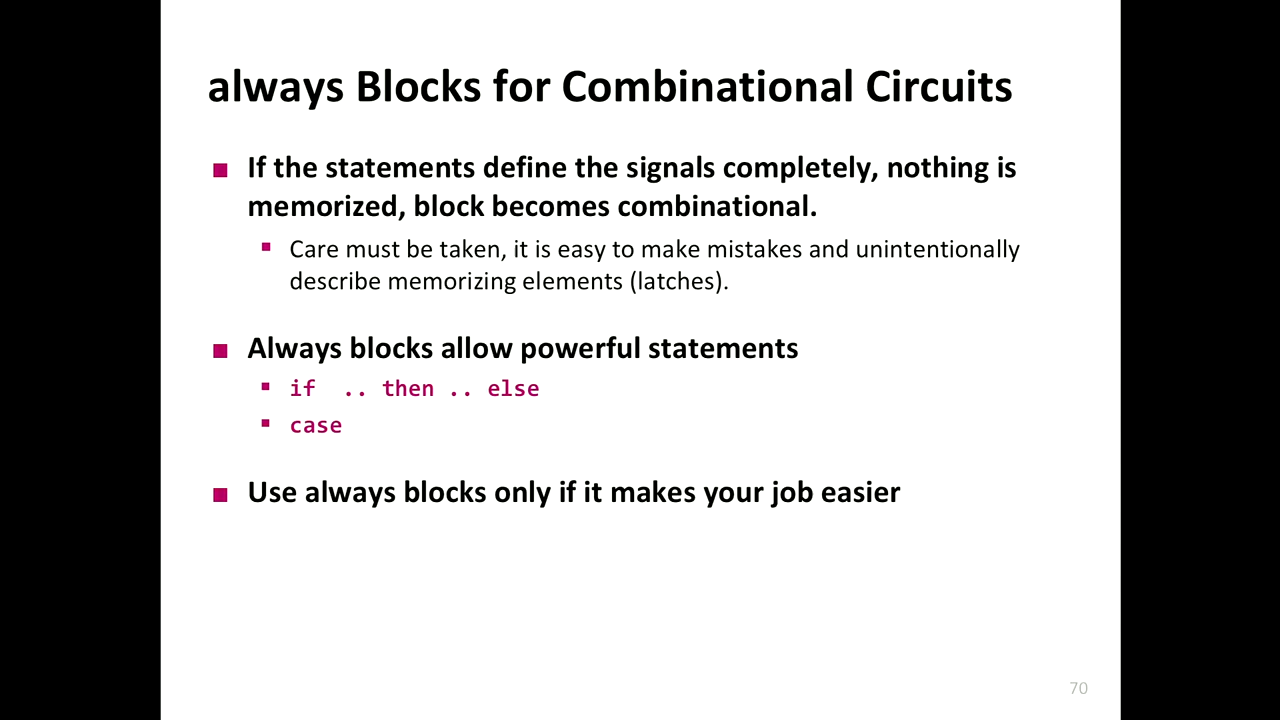 always Blocks for Combinational Circuits
If the statements define the signals completely, nothing is
memorized, block becomes combinational.
Care must be taken, it is easy to make mistakes and unintentionally
describe memorizing elements (latches).
Always blocks allow powerful statements
if .. then .. else
case
Use always blocks only if it makes your job easier
70